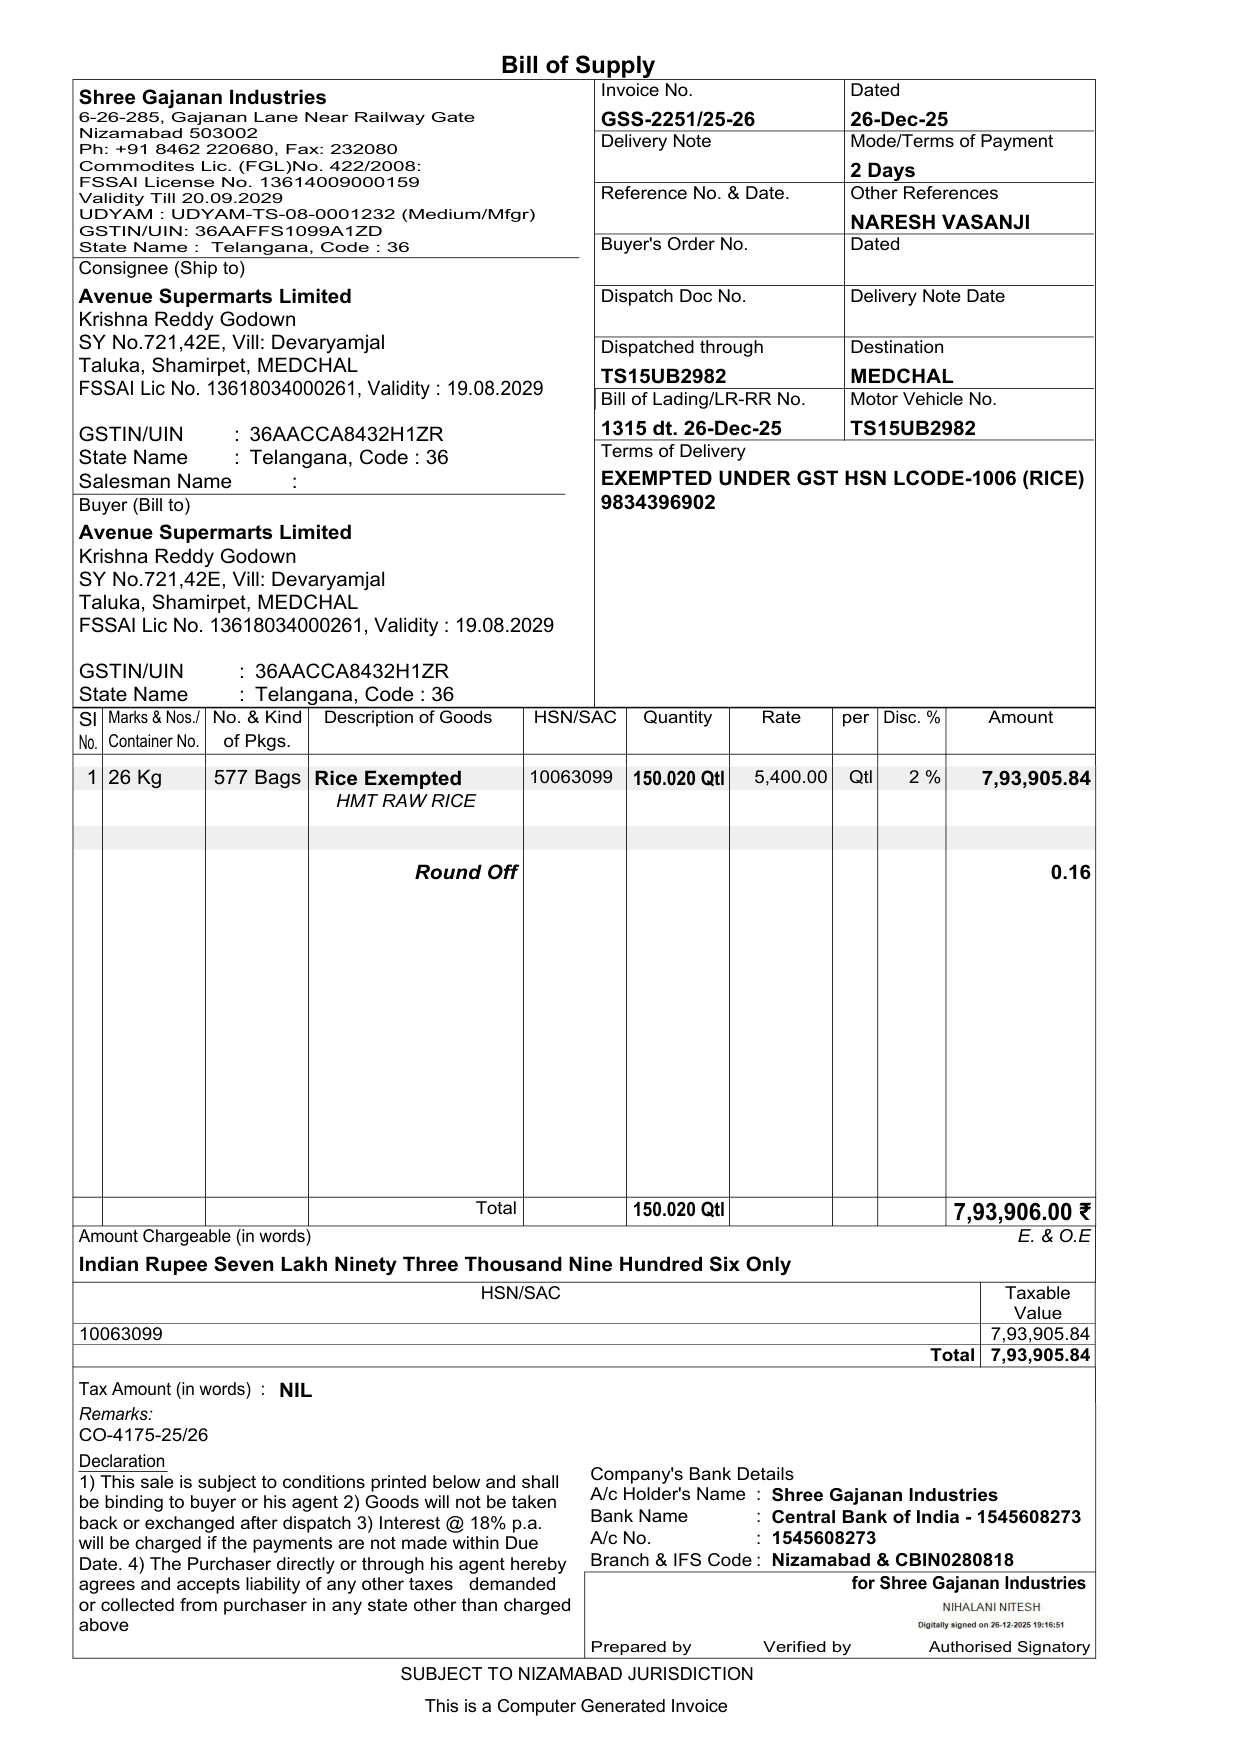 Bill of Supply
Shree Gajanan Industries
6-26-285, Gajanan Lane Near Railway Gate
Nizamabad 503002
Ph: +91 8462 220680, Fax: 232080
Commodites Lic. (FGL)No. 422/2008:
FSSAI License No. 13614009000159
Validity Till 20.09.2029
UDYAM : UDYAM-TS-08-0001232 (Medium/Mfgr)
GSTIN/UIN: 36AAFFS1099A1ZD
State Name : Telangana, Code : 36
Invoice No. Dated
GSS-2251/25-26 26-Dec-25
Delivery Note Mode/Terms of Payment
2 Days
Reference No. & Date. Other References
NARESH VASANJI
Buyer's Order No. Dated
Dispatch Doc No. Delivery Note Date
Dispatched through Destination
TS15UB2982 MEDCHAL
Bill of Lading/LR-RR No. Motor Vehicle No.
1315 dt. 26-Dec-25 TS15UB2982
Terms of Delivery
EXEMPTED UNDER GST HSN LCODE-1006 (RICE)
9834396902
Consignee (Ship to)
Avenue Supermarts Limited
Krishna Reddy Godown
SY No.721,42E, Vill: Devaryamjal
Taluka, Shamirpet, MEDCHAL
FSSAI Lic No. 13618034000261, Validity : 19.08.2029
GSTIN/UIN : 36AACCA8432H1ZR
State Name : Telangana, Code : 36
Salesman Name :
Buyer (Bill to)
Avenue Supermarts Limited
Krishna Reddy Godown
SY No.721,42E, Vill: Devaryamjal
Taluka, Shamirpet, MEDCHAL
FSSAI Lic No. 13618034000261, Validity : 19.08.2029
GSTIN/UIN : 36AACCA8432H1ZR
State Name : Telangana, Code : 36
Sl Marks & Nos./ No. & Kind Description of Goods HSN/SAC Quantity Rate per Disc. % Amount
No. Container No. of Pkgs.
1 26 Kg 577 Bags Rice Exempted 10063099 150.020 Qtl 5,400.00 Qtl 2 % 7,93,905.84
HMT RAW RICE
Round Off 0.16
Total 150.020 Qtl 7,93,906.00 ₹
Amount Chargeable (in words) E. & O.E
Indian Rupee Seven Lakh Ninety Three Thousand Nine Hundred Six Only
HSN/SAC Taxable
Value
10063099 7,93,905.84
Total 7,93,905.84
Tax Amount (in words) : NIL
Remarks:
CO-4175-25/26
Declaration
1) This sale is subject to conditions printed below and shall
be binding to buyer or his agent 2) Goods will not be taken
back or exchanged after dispatch 3) Interest @ 18% p.a.
will be charged if the payments are not made within Due
Date. 4) The Purchaser directly or through his agent hereby
agrees and accepts liability of any other taxes demanded
or collected from purchaser in any state other than charged
above
Company's Bank Details
A/c Holder's Name : Shree Gajanan Industries
Bank Name : Central Bank of India - 1545608273
A/c No. : 1545608273
Branch & IFS Code : Nizamabad & CBIN0280818
for Shree Gajanan Industries
NIHALANI NITESH
Digitally signed on 26-12-2025 19:16:51
Prepared by Verified by Authorised Signatory
SUBJECT TO NIZAMABAD JURISDICTION
This is a Computer Generated Invoice